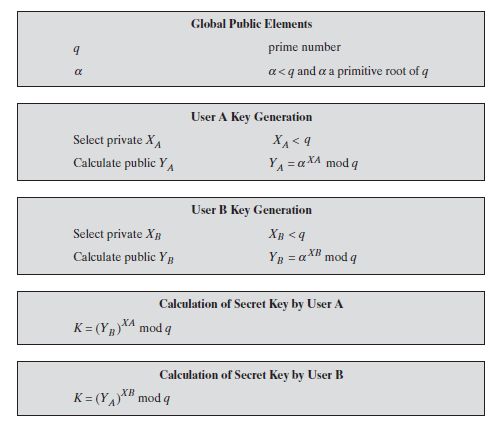 Global Public Elements
q prime number
α α < q and α a primitive root of q
User A Key Generation
Select private X_A X_A < q
Calculate public Y_A Y_A = α^{XA} mod q
User B Key Generation
Select private X_B X_B < q
Calculate public Y_B Y_B = α^{XB} mod q
Calculation of Secret Key by User A
K = (Y_B)^{XA} mod q
Calculation of Secret Key by User B
K = (Y_A)^{XB} mod q